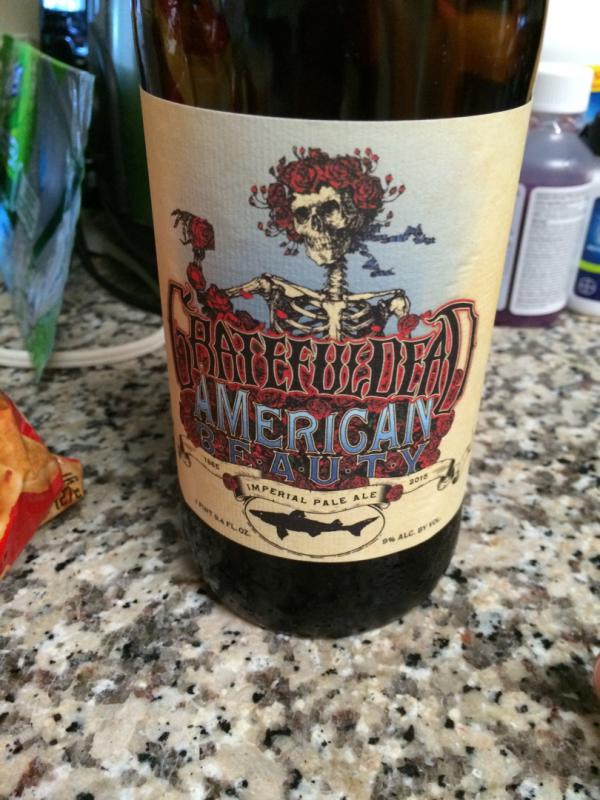 GRATEFUL DEAD
AMERICAN
BEAUTY
1965 2015
IMPERIAL PALE ALE
1 PINT 9.4 FL. OZ. 9% ALC. BY VOL.